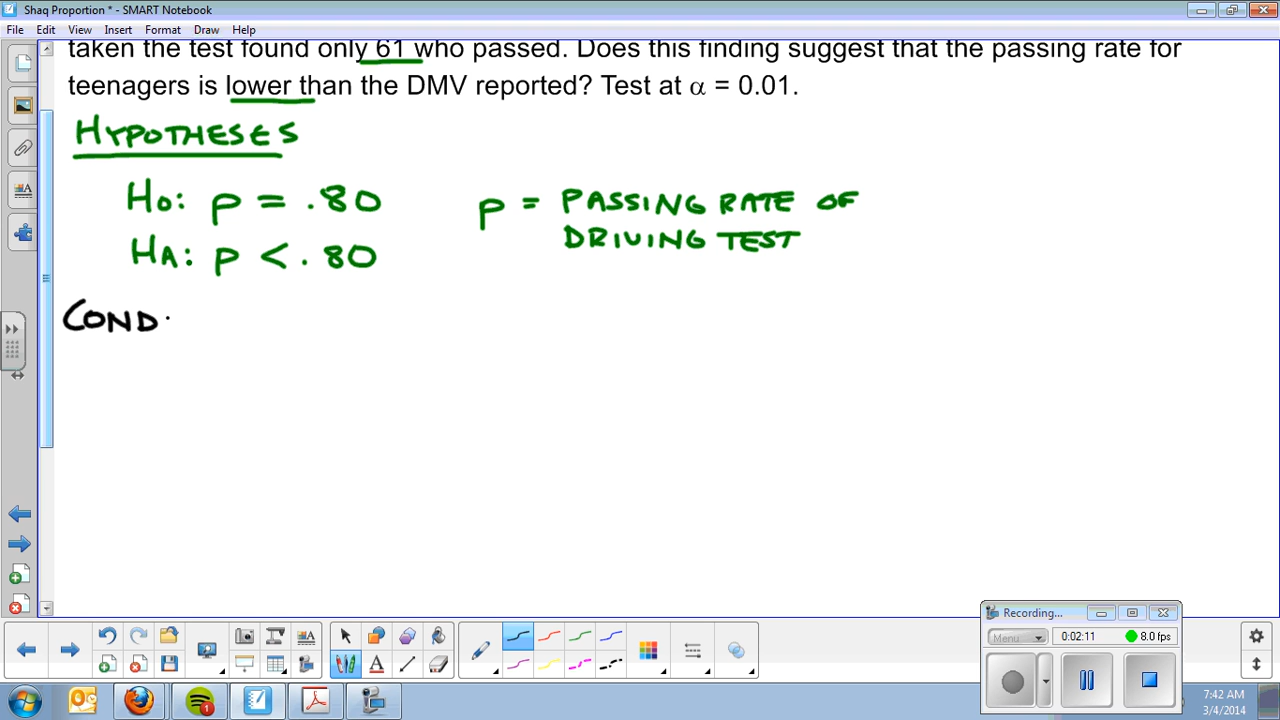 Shaq Proportion * - SMART Notebook
File Edit View Insert Format Draw Help
taken the test found only 61 who passed. Does this finding suggest that the passing rate for
teenagers is lower than the DMV reported? Test at α = 0.01.
HYPOTHESES
Ho: p = .80
p = PASSING RATE OF
DRIVING TEST
HA: p < .80
COND
Recording...
Menu
0:02:11
8.0 fps
7:42 AM
3/4/2014